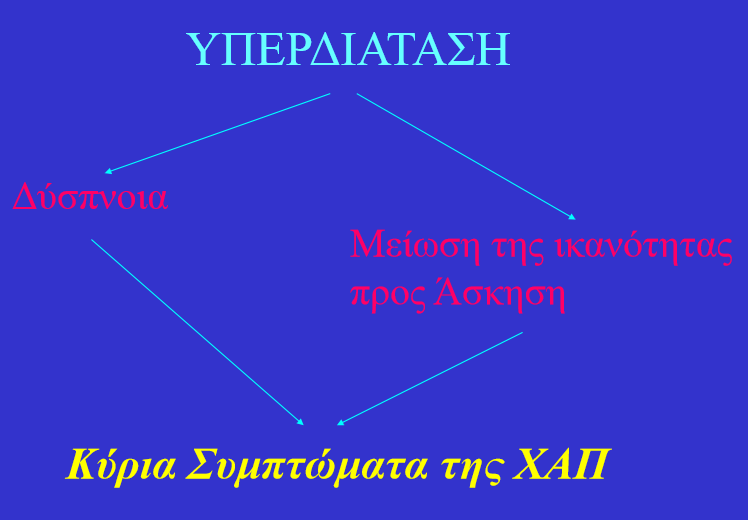 ΥΠΕΡΔΙΑΤΑΣΗ
Δύσπνοια
Μείωση της ικανότητας
προς Άσκηση
Κύρια Συμπτώματα της ΧΑΠ